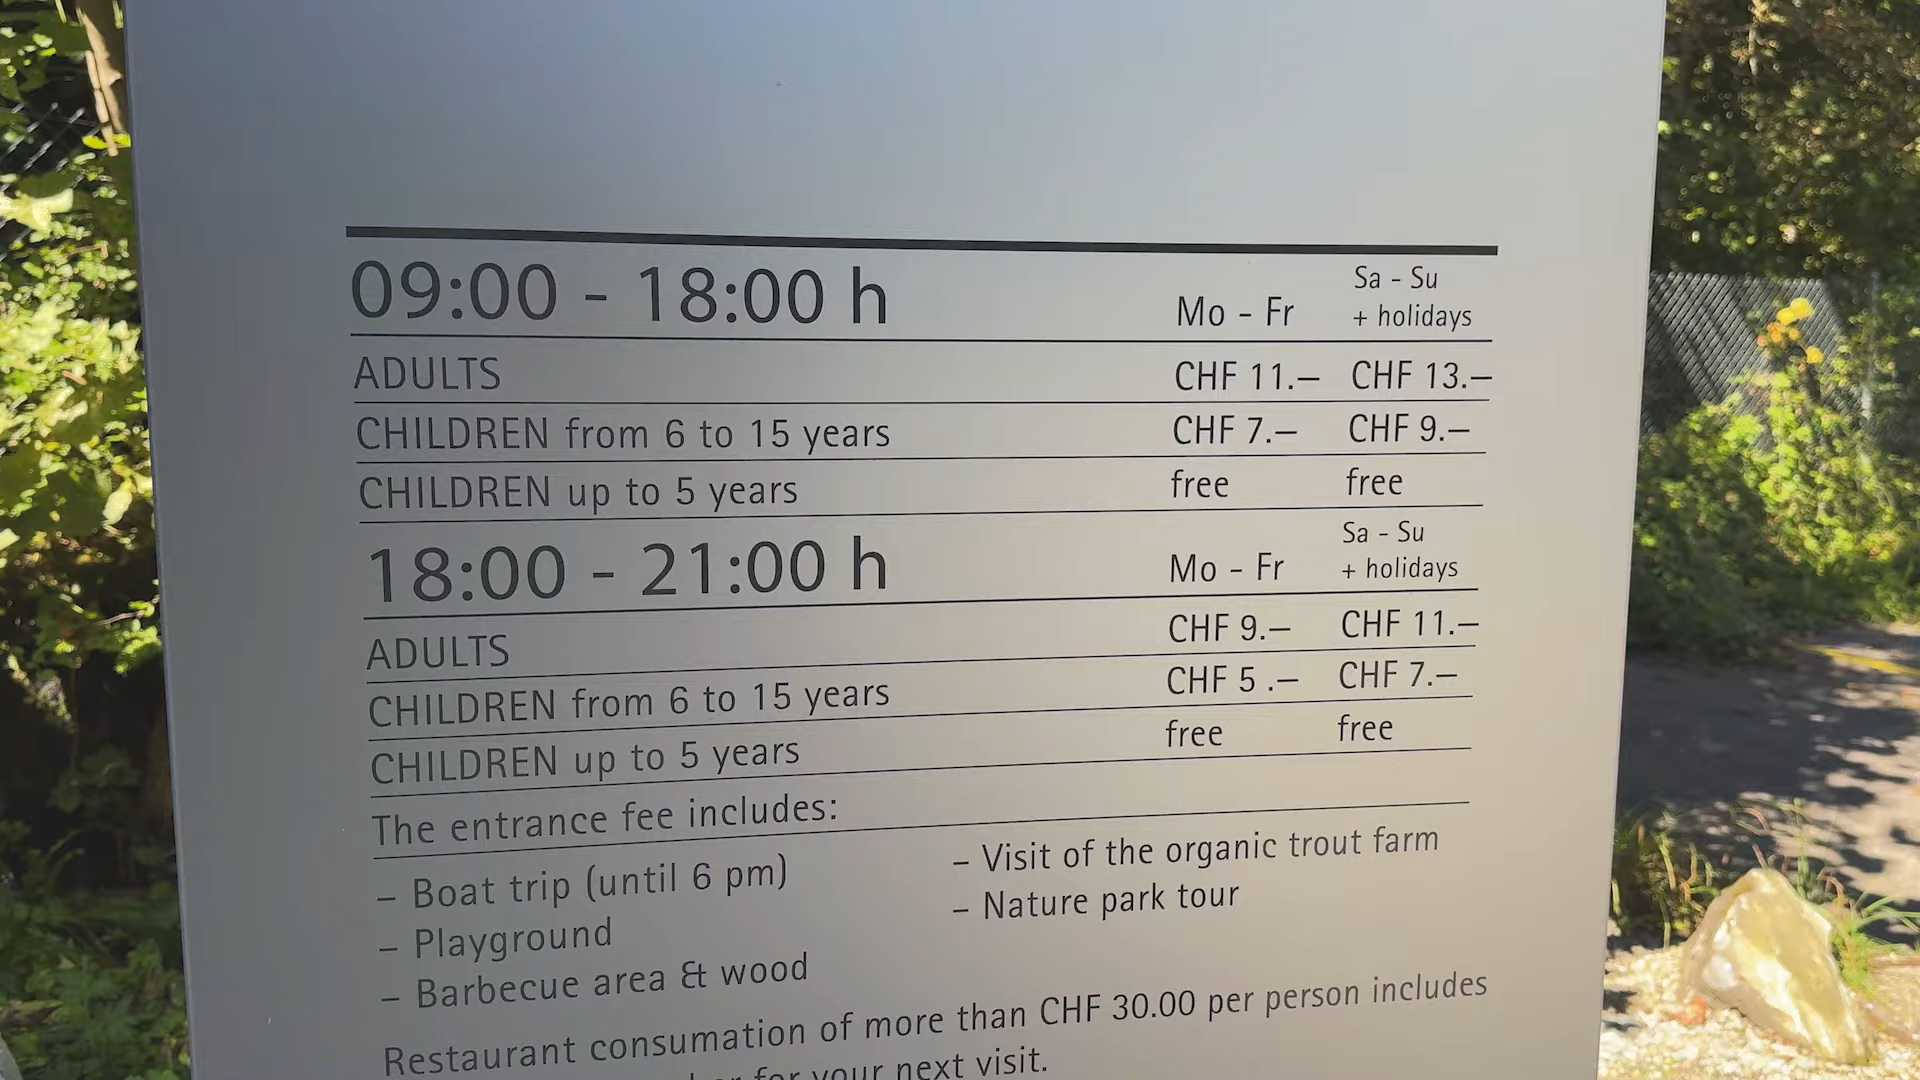 09:00 - 18:00 h Mo - Fr Sa - Su + holidays
ADULTS CHF 11.– CHF 13.–
CHILDREN from 6 to 15 years CHF 7.– CHF 9.–
CHILDREN up to 5 years free free
18:00 - 21:00 h Mo - Fr Sa - Su + holidays
ADULTS CHF 9.– CHF 11.–
CHILDREN from 6 to 15 years CHF 5 .– CHF 7.–
CHILDREN up to 5 years free free
The entrance fee includes:
– Boat trip (until 6 pm)
– Playground
– Barbecue area & wood
– Visit of the organic trout farm
– Nature park tour
Restaurant consumation of more than CHF 30.00 per person includes
for your next visit.